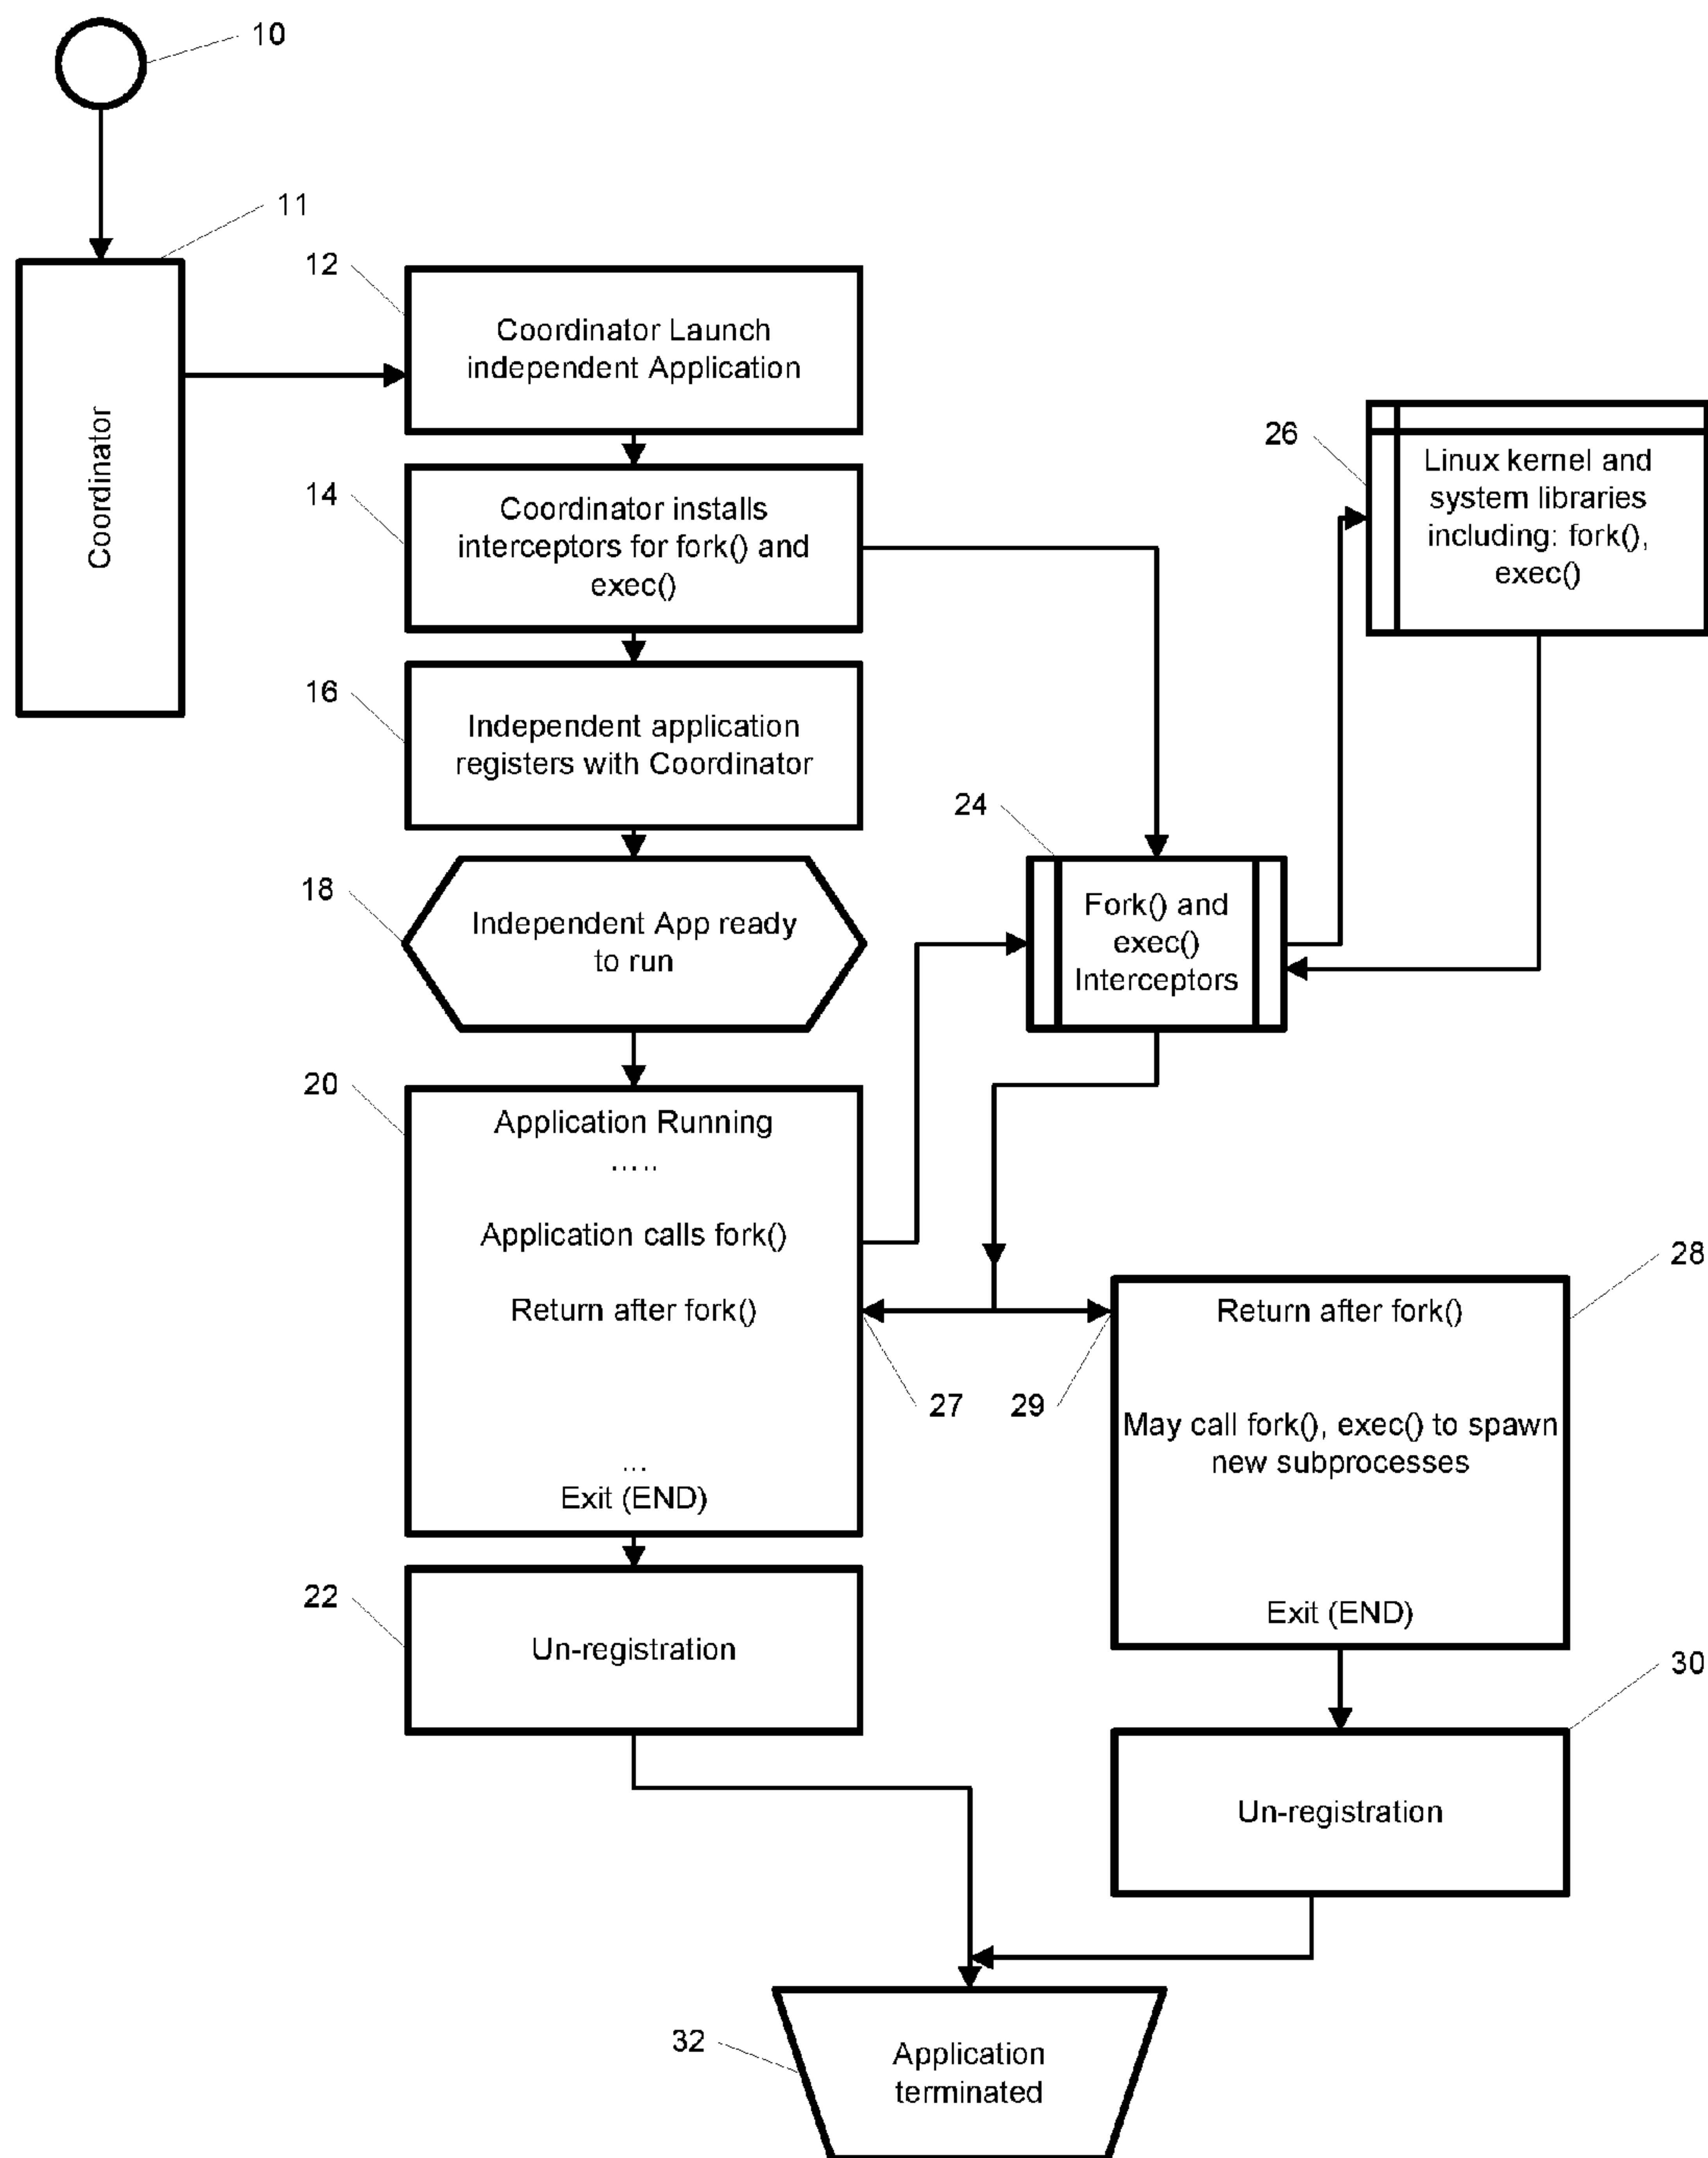 10
11
Coordinator
12
Coordinator Launch
independent Application
14
Coordinator installs
interceptors for fork() and
exec()
16
Independent application
registers with Coordinator
18
Independent App ready
to run
20
Application Running
.....
Application calls fork()
Return after fork()
...
Exit (END)
22
Un-registration
24
Fork() and
exec()
Interceptors
26
Linux kernel and
system libraries
including: fork(),
exec()
27
29
28
Return after fork()
May call fork(), exec() to spawn
new subprocesses
Exit (END)
30
Un-registration
32
Application
terminated